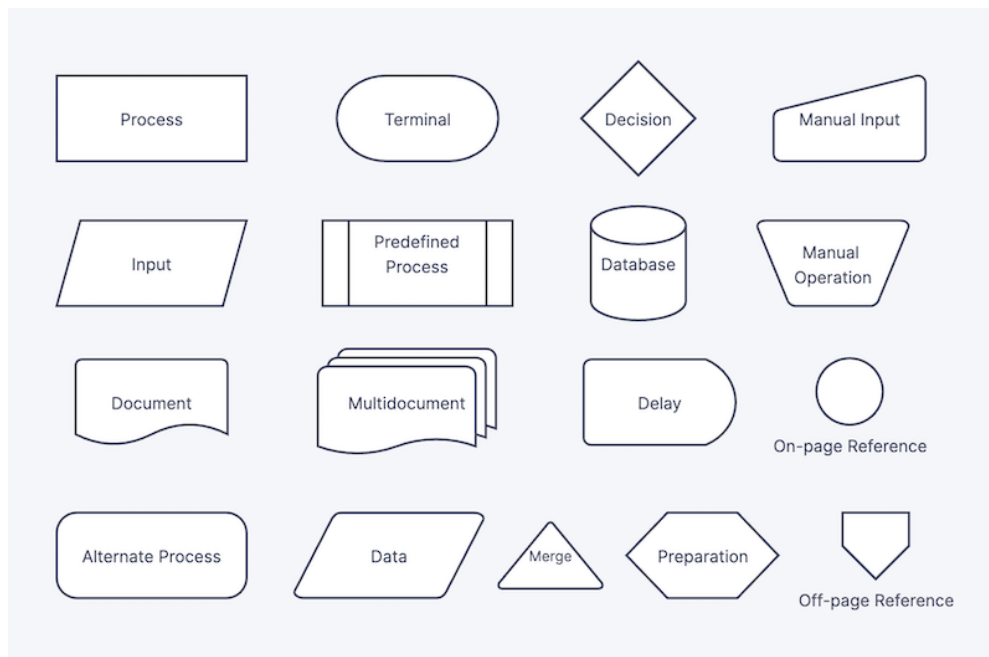 Process
Terminal
Decision
Manual Input
Input
Predefined
Process
Database
Manual
Operation
Document
Multidocument
Delay
On-page Reference
Alternate Process
Data
Merge
Preparation
Off-page Reference